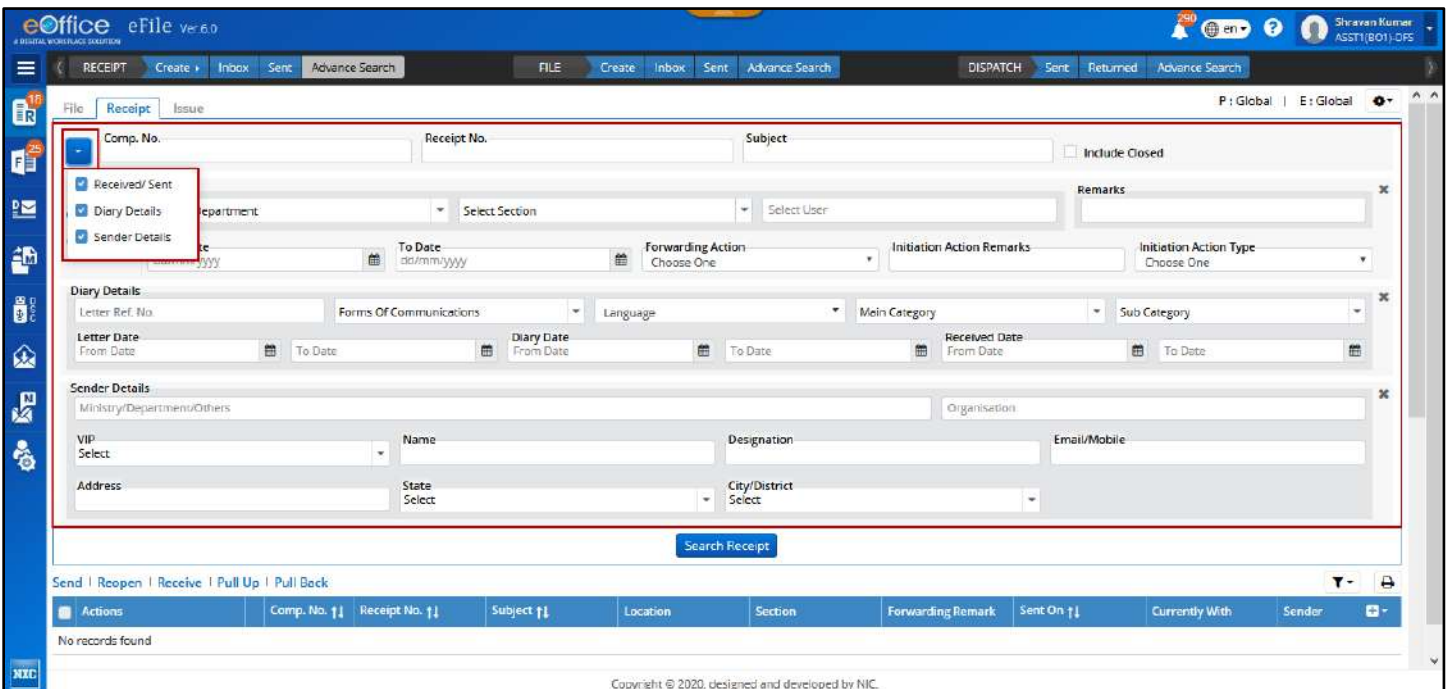 eOffice eFile Ver.6.0
A DIGITAL WORKPLACE SOLUTION
290
en
?
Shravan Kumar
ASST1(BO1)-OFS
RECEIPT Create Inbox Sent Advance Search FILE Create Inbox Sent Advance Search DISPATCH Sent Returned Advance Search
File Receipt Issue P : Global | E : Global
Comp. No. Receipt No. Subject Include Closed
Received/ Sent
Remarks
Diary Details epartment Select Section Select User
Sender Details
To Date Forwarding Action Initiation Action Remarks Initiation Action Type
dd/mm/yyyy Choose One Choose One
Diary Details
Letter Ref. No. Forms Of Communications Language Main Category Sub Category
Letter Date Diary Date Received Date
From Date To Date From Date To Date From Date To Date
Sender Details
Ministry/Department/Others Organisation
VIP Name Designation Email/Mobile
Select
Address State City/District
Select Select
Search Receipt
Send | Reopen | Receive | Pull Up | Pull Back
Actions Comp. No. Receipt No. Subject Location Section Forwarding Remark Sent On Currently With Sender
No records found
NIC
Copyright © 2020, designed and developed by NIC.